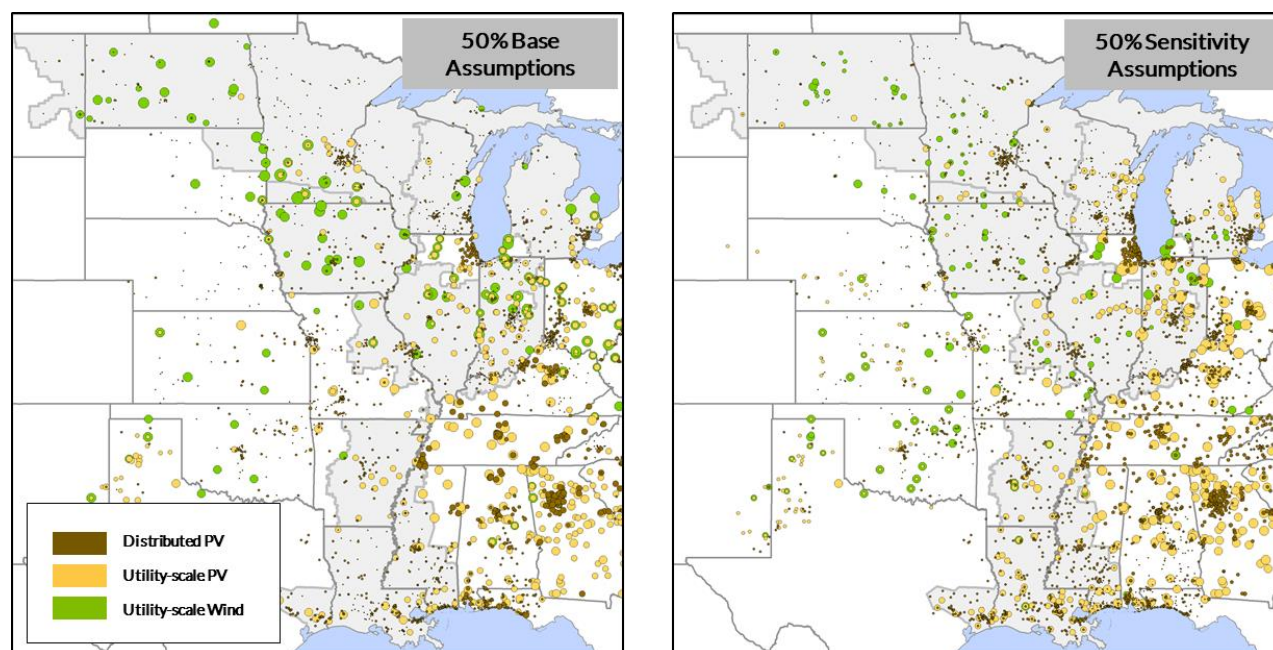 50% Base
Assumptions
50% Sensitivity
Assumptions
Distributed PV
Utility-scale PV
Utility-scale Wind